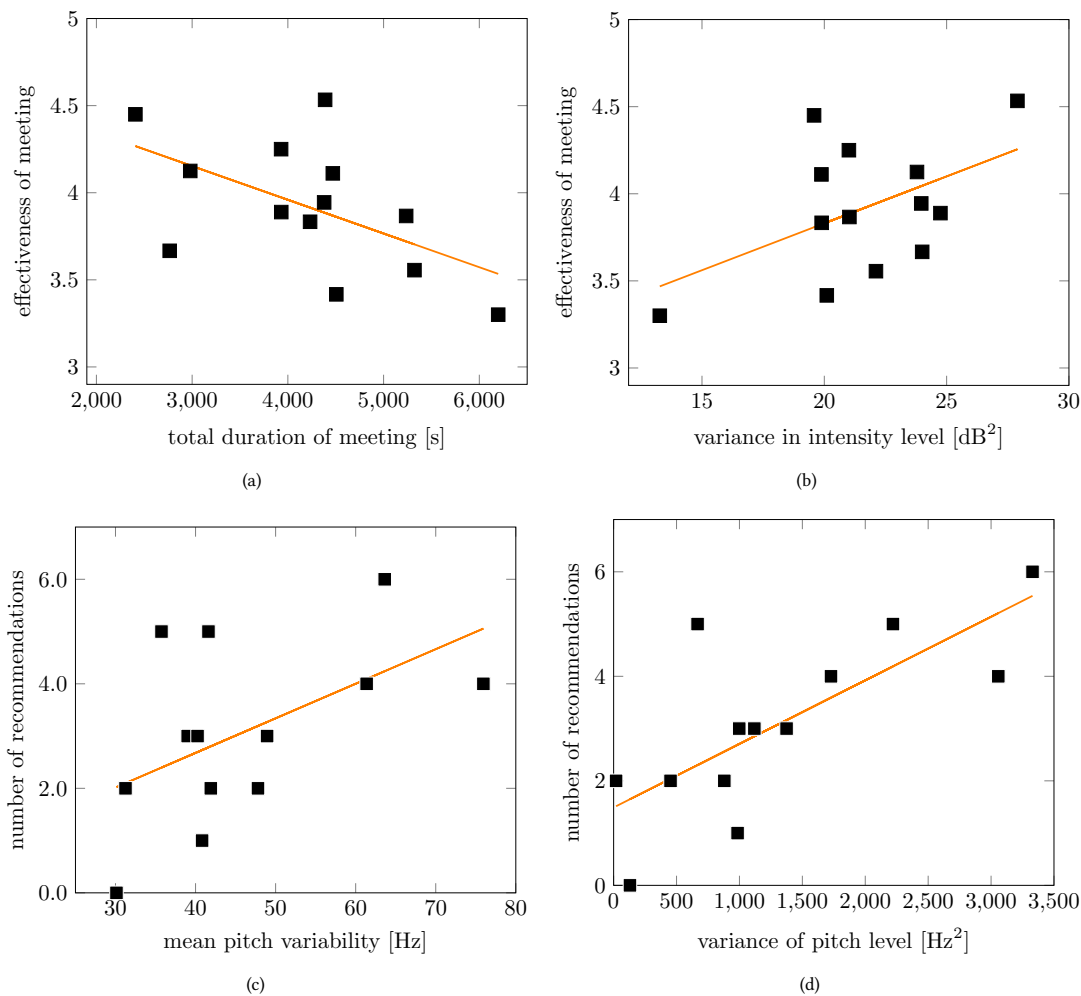 5
4.5
4
3.5
3
effectiveness of meeting
2,000 3,000 4,000 5,000 6,000
total duration of meeting [s]
(a)
5
4.5
4
3.5
3
effectiveness of meeting
15 20 25 30
variance in intensity level [dB²]
(b)
6.0
4.0
2.0
0.0
number of recommendations
30 40 50 60 70 80
mean pitch variability [Hz]
(c)
6
4
2
0
number of recommendations
0 500 1,000 1,500 2,000 2,500 3,000 3,500
variance of pitch level [Hz²]
(d)